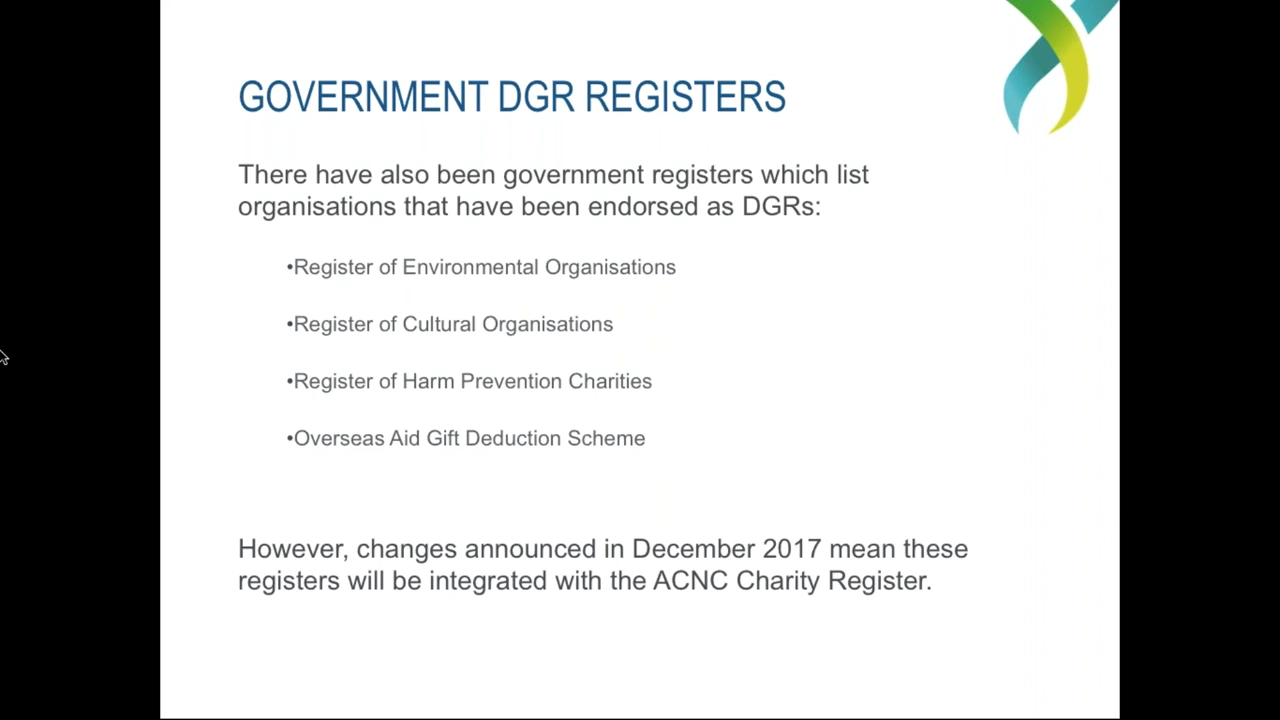 GOVERNMENT DGR REGISTERS
There have also been government registers which list
organisations that have been endorsed as DGRs:
•Register of Environmental Organisations
•Register of Cultural Organisations
•Register of Harm Prevention Charities
•Overseas Aid Gift Deduction Scheme
However, changes announced in December 2017 mean these
registers will be integrated with the ACNC Charity Register.